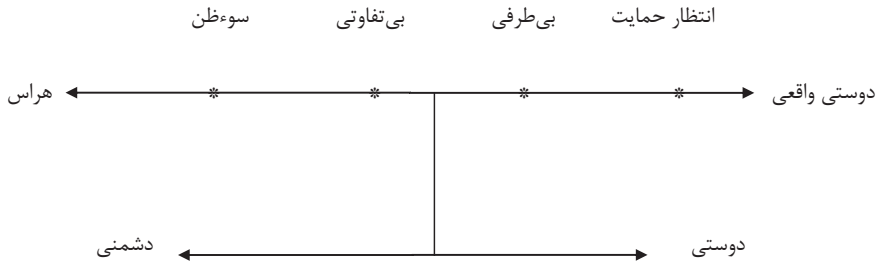 انتظار حمایت بی‌طرفی بی‌تفاوتی سوءظن
دوستی واقعی هراس
دوستی دشمنی